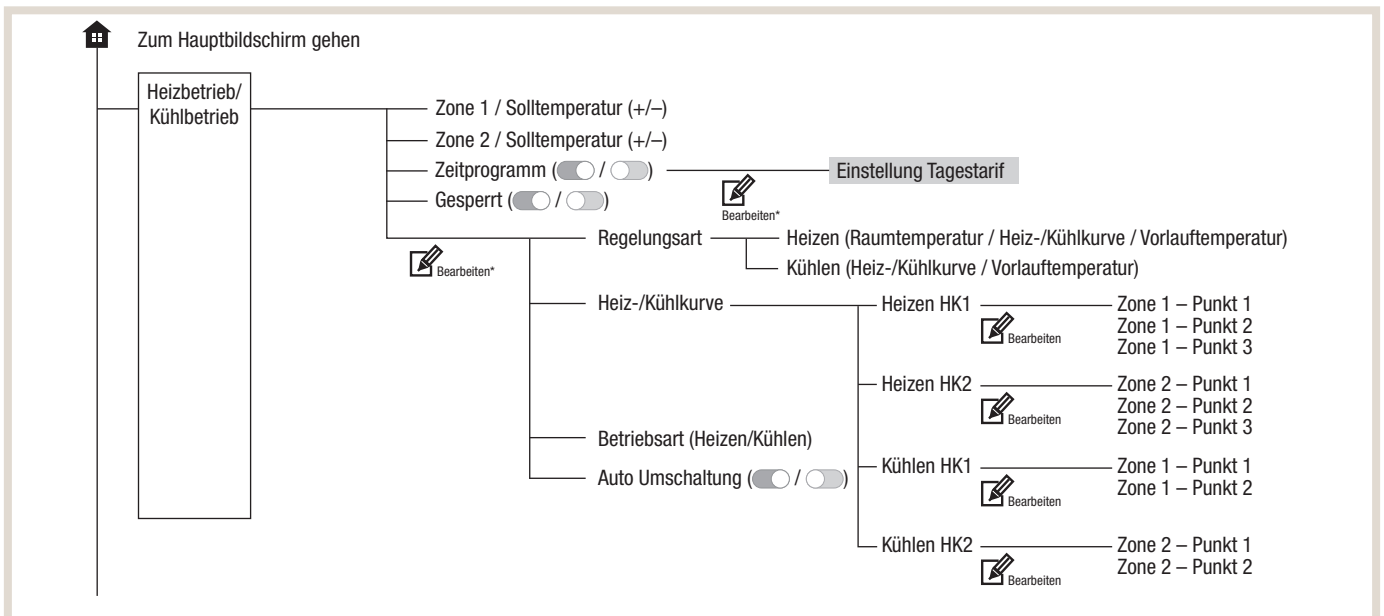 Zum Hauptbildschirm gehen
Heizbetrieb/
Kühlbetrieb
Zone 1 / Solltemperatur (+/–)
Zone 2 / Solltemperatur (+/–)
Zeitprogramm ( / )
Bearbeiten*
Einstellung Tagestarif
Gesperrt ( / )
Bearbeiten*
Regelungsart
Heizen (Raumtemperatur / Heiz-/Kühlkurve / Vorlauftemperatur)
Kühlen (Heiz-/Kühlkurve / Vorlauftemperatur)
Heiz-/Kühlkurve
Heizen HK1
Bearbeiten
Zone 1 – Punkt 1
Zone 1 – Punkt 2
Zone 1 – Punkt 3
Heizen HK2
Bearbeiten
Zone 2 – Punkt 1
Zone 2 – Punkt 2
Zone 2 – Punkt 3
Kühlen HK1
Bearbeiten
Zone 1 – Punkt 1
Zone 1 – Punkt 2
Kühlen HK2
Bearbeiten
Zone 2 – Punkt 1
Zone 2 – Punkt 2
Betriebsart (Heizen/Kühlen)
Auto Umschaltung ( / )